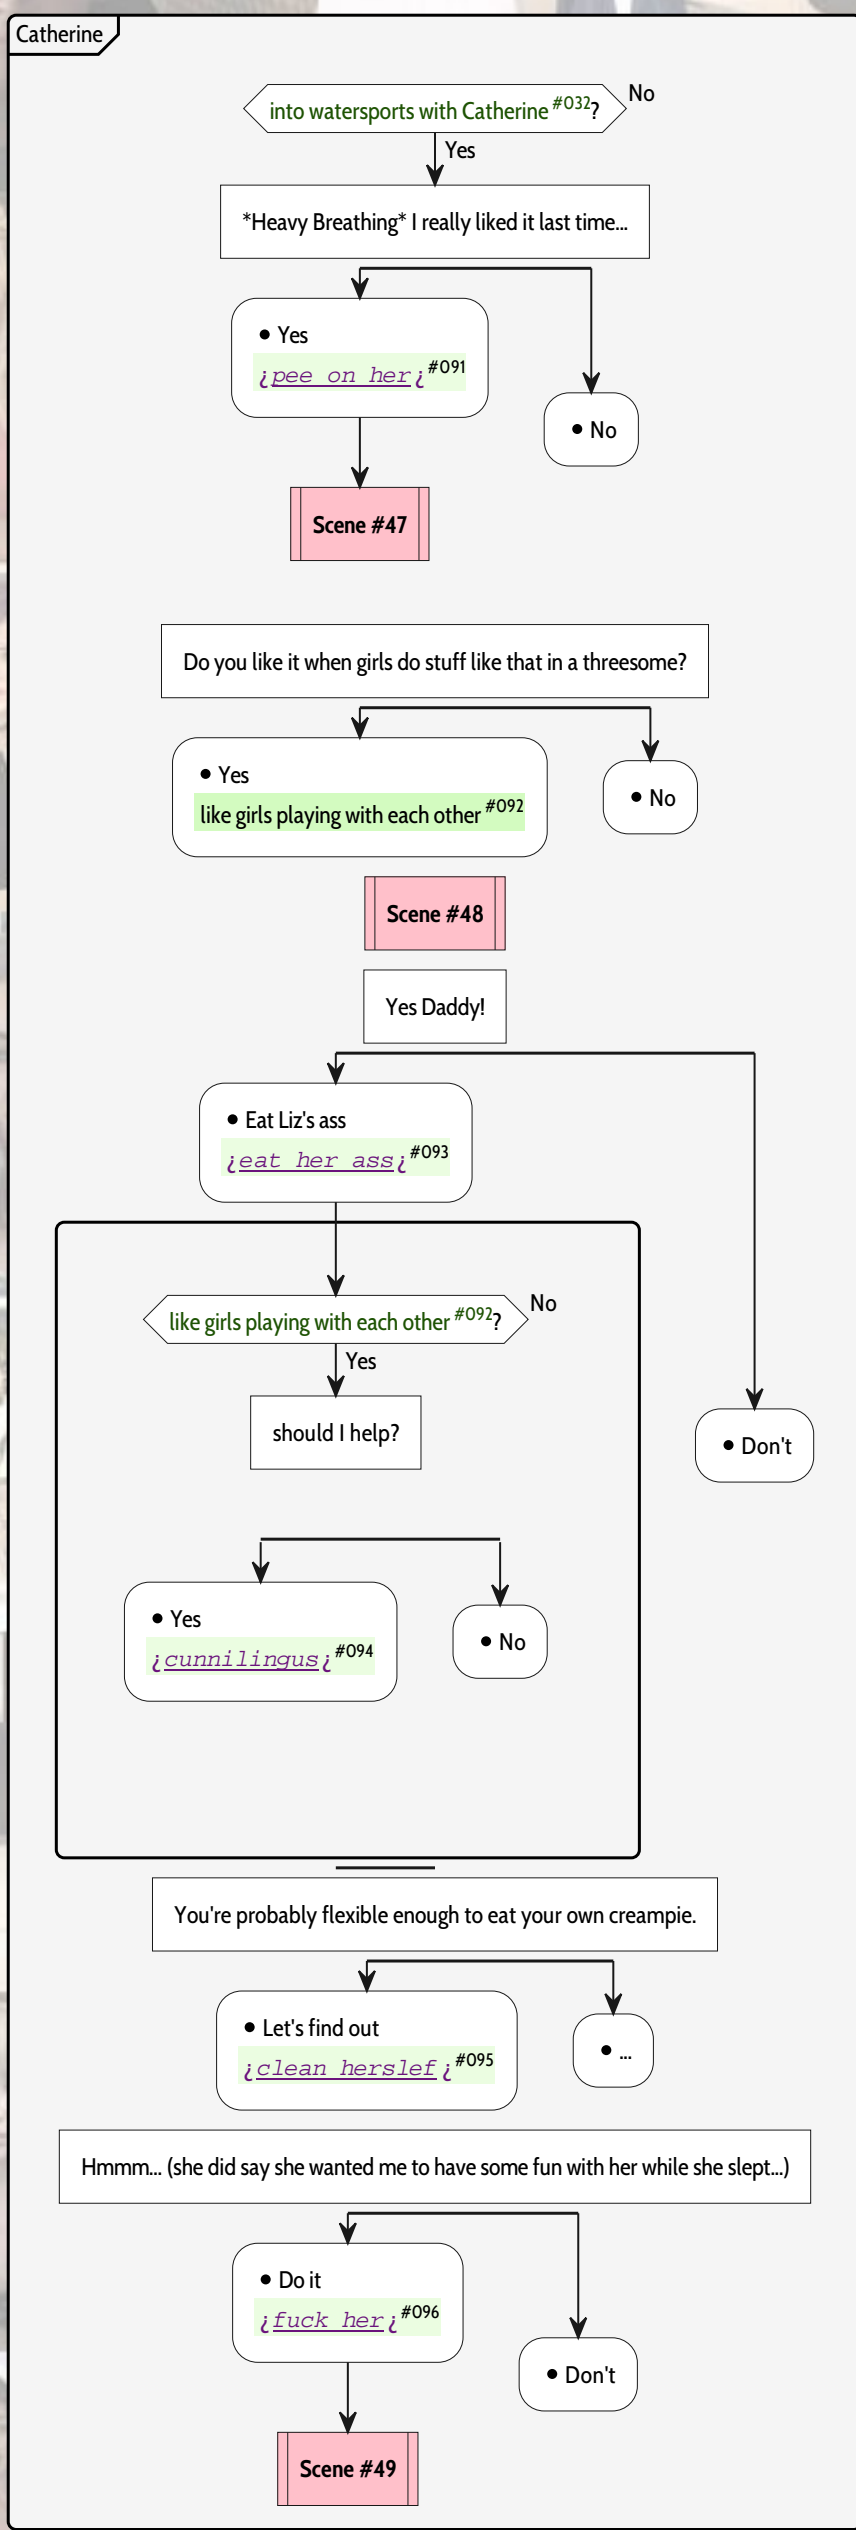 Catherine
into watersports with Catherine #032?
No
Yes
*Heavy Breathing* I really liked it last time...
• Yes
¿pee on her¿#091
• No
Scene #47
Do you like it when girls do stuff like that in a threesome?
• Yes
like girls playing with each other #092
• No
Scene #48
Yes Daddy!
• Eat Liz's ass
¿eat her ass¿#093
like girls playing with each other #092?
No
Yes
should I help?
• Don't
• Yes
¿cunnilingus¿#094
• No
You're probably flexible enough to eat your own creampie.
• Let's find out
¿clean herslef¿#095
• ...
Hmmm... (she did say she wanted me to have some fun with her while she slept...)
• Do it
¿fuck her¿#096
• Don't
Scene #49